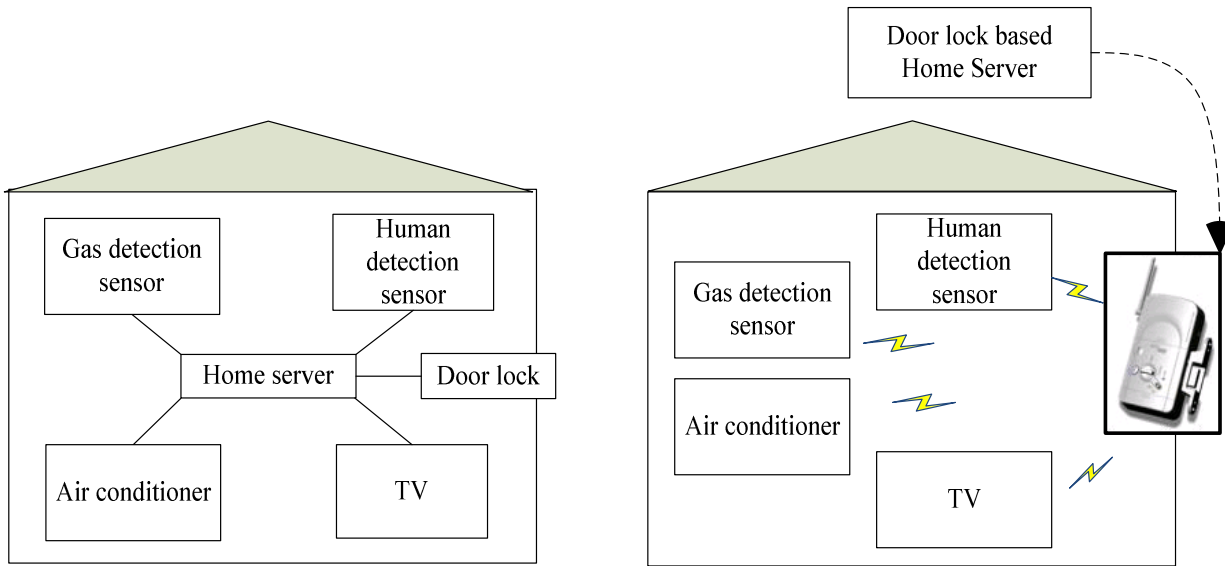 Gas detection
sensor
Human
detection
sensor
Home server
Door lock
Air conditioner
TV
Door lock based
Home Server
Human
detection
sensor
Gas detection
sensor
Air conditioner
TV